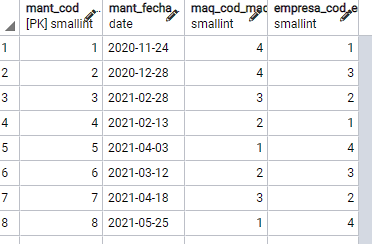 mant_cod mant_fecha maq_cod_mac empresa_cod_e
[PK] smallint date smallint smallint
1 1 2020-11-24 4 1
2 2 2020-12-28 4 3
3 3 2021-02-28 3 2
4 4 2021-02-13 2 1
5 5 2021-04-03 1 4
6 6 2021-03-12 2 3
7 7 2021-04-18 3 2
8 8 2021-05-25 1 4